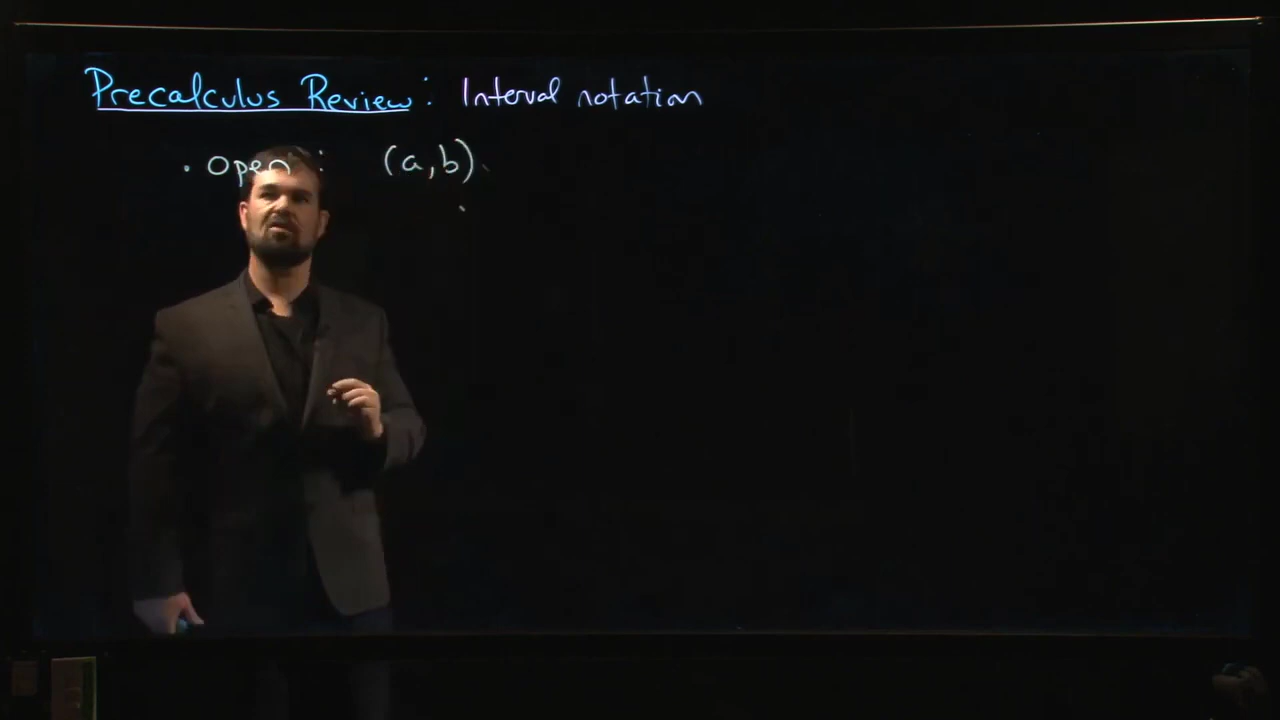 Precalculus Review: Interval notation
· open: (a,b)